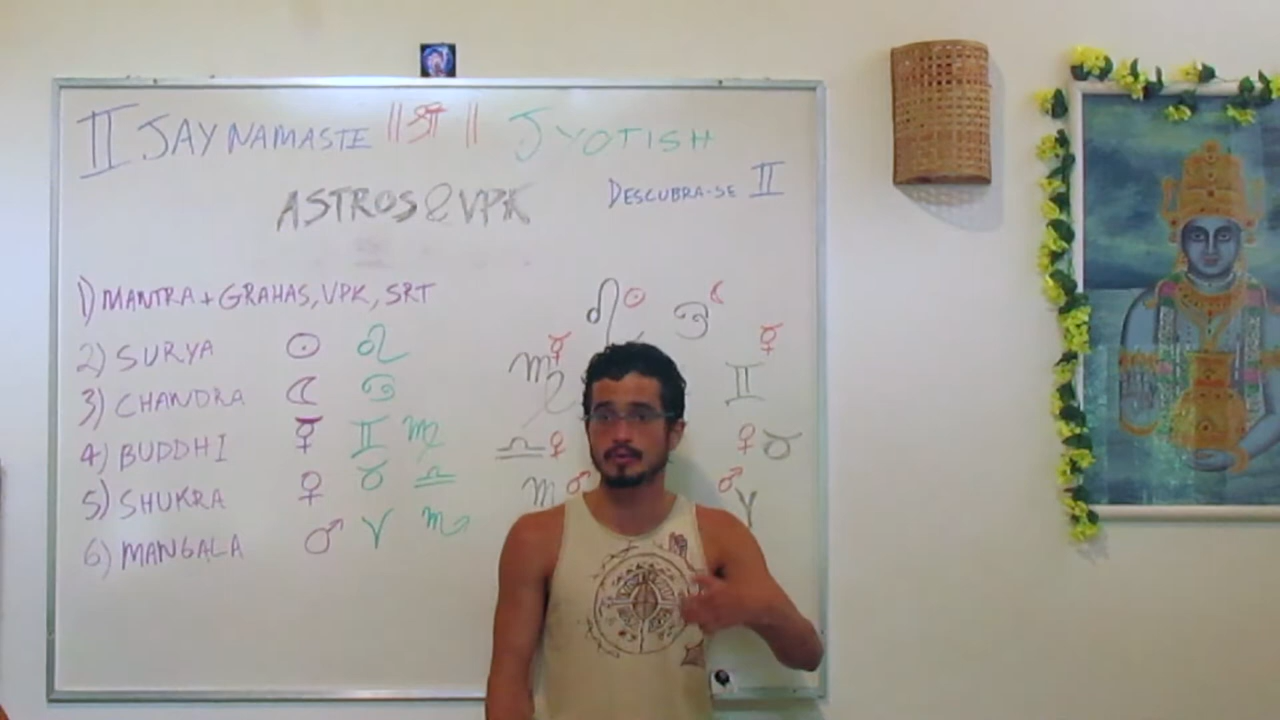 II JAY NAMASTE || ॐ || JYOTISH
ASTROS & VPK
DESCUBRA-SE II
1) MANTRA + GRAHAS, VPK, SRT
2) SURYA ☉ ♌
3) CHANDRA ☾ ♋
4) BUDDHI ☿ ♊ ♍
5) SHUKRA ♀ ♉ ♎
6) MANGALA ♂ ♈ ♏
♌ ☉ ♋ ☾
♍ ☿ ☿ ♊
♎ ♀ ♀ ♉
♏ ♂ ♂ ♈